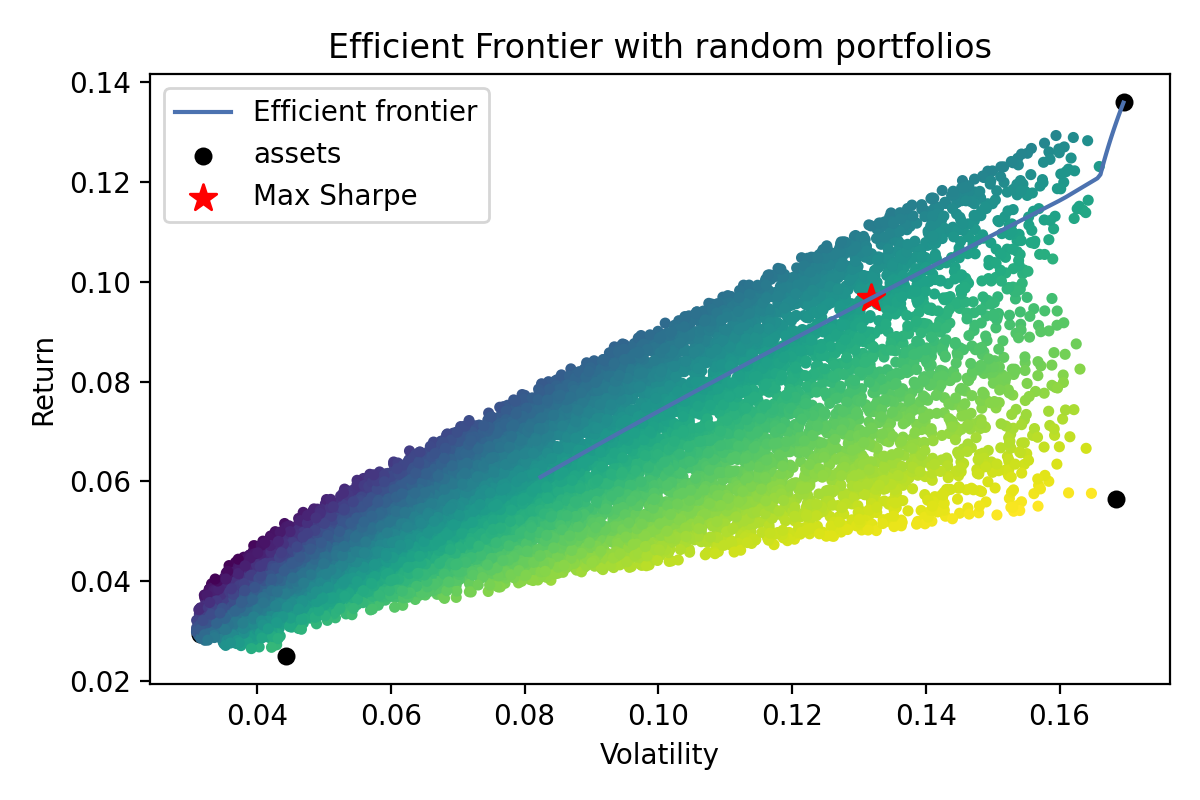 Efficient Frontier with random portfolios
Efficient frontier
assets
Max Sharpe
0.14
0.12
0.10
0.08
0.06
0.04
0.02
Return
0.04 0.06 0.08 0.10 0.12 0.14 0.16
Volatility